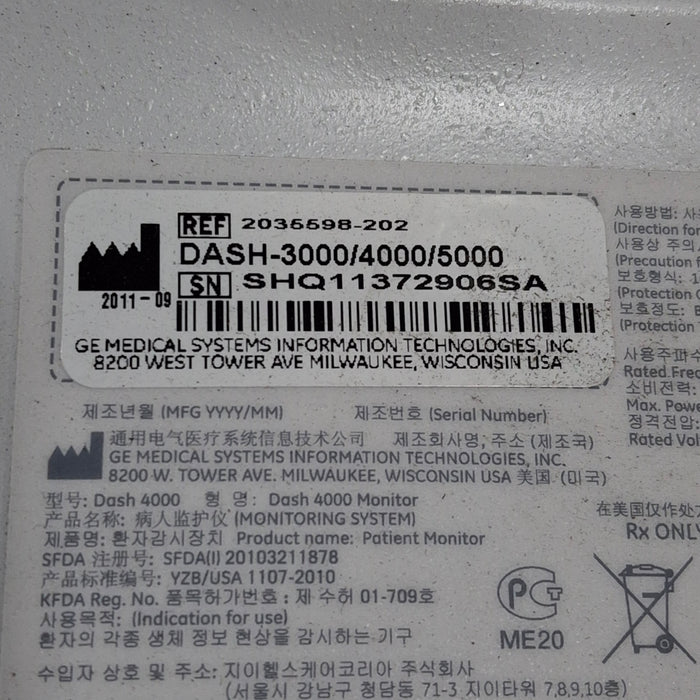 REF 2035598-202
DASH-3000/4000/5000
SN SHQ11372906SA
2011-09
GE MEDICAL SYSTEMS INFORMATION TECHNOLOGIES, INC.
8200 WEST TOWER AVE MILWAUKEE, WISCONSIN USA
제조년월 (MFG YYYY/MM) 제조번호 (Serial Number)
通用电气医疗系统信息技术公司 제조회사명, 주소 (제조국)
GE MEDICAL SYSTEMS INFORMATION TECHNOLOGIES, INC.
8200 W. TOWER AVE. MILWAUKEE, WISCONSIN USA 美国 (미국)
型号: Dash 4000 형 명: Dash 4000 Monitor
产品名称: 病人监护仪 (MONITORING SYSTEM)
제품명: 환자감시장치 Product name: Patient Monitor
SFDA 注册号: SFDA(I) 20103211878
产品标准编号: YZB/USA 1107-2010
KFDA Reg. No. 품목허가번호 : 제 수허 01-709호
사용목적: (Indication for use)
환자의 각종 생체 정보 현상을 감시하는 기구
수입자 상호 및 주소: 지이헬스케어코리아 주식회사
(서울시 강남구 청담동 71-3 지이타워 7,8,9,10층)
사용방법:
(Direction for
사용상 주의
(Precaution
보호형식: 1
(Protection
보호정도:
(Protection
사용주파수
Rated Freq
소비전력:
Max. Powe
정격전압:
Rated Vol
在美国仅作处方
Rx ONLY
PCT
ME20